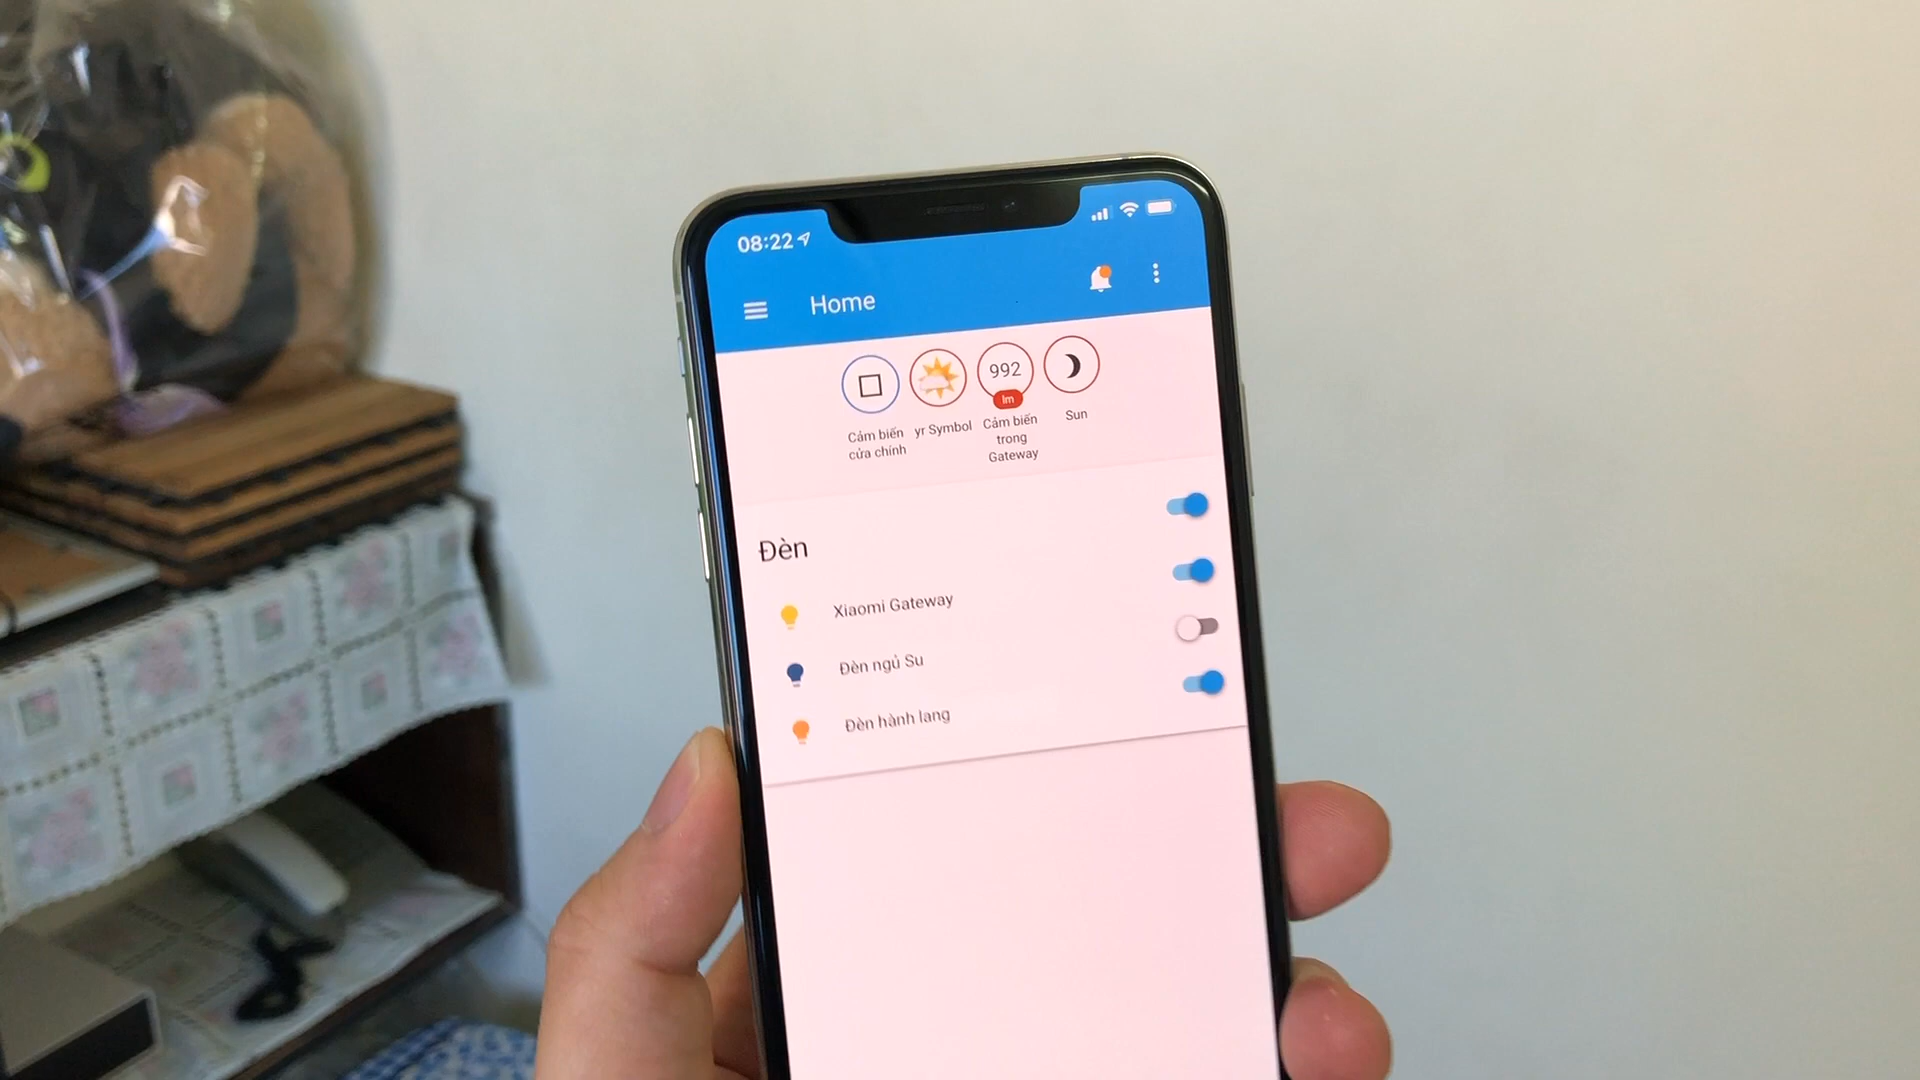 08:22
Home
992
lm
Cảm biến
cửa chính
yr Symbol
Cảm biến
trong
Gateway
Sun
Đèn
Xiaomi Gateway
Đèn ngủ Su
Đèn hành lang